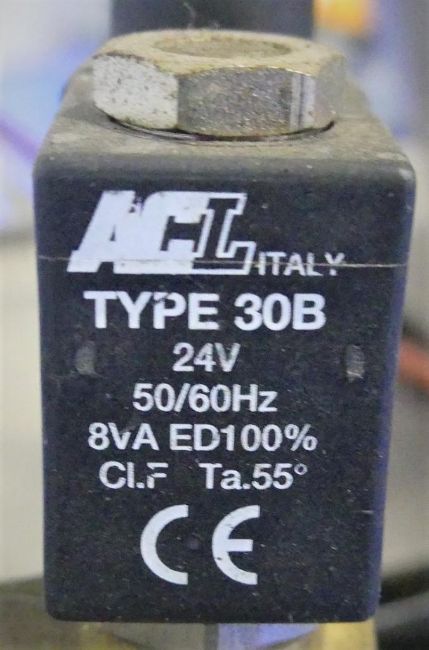 ACL ITALY
TYPE 30B
24V
50/60Hz
8VA ED100%
Cl.F Ta.55°
CE